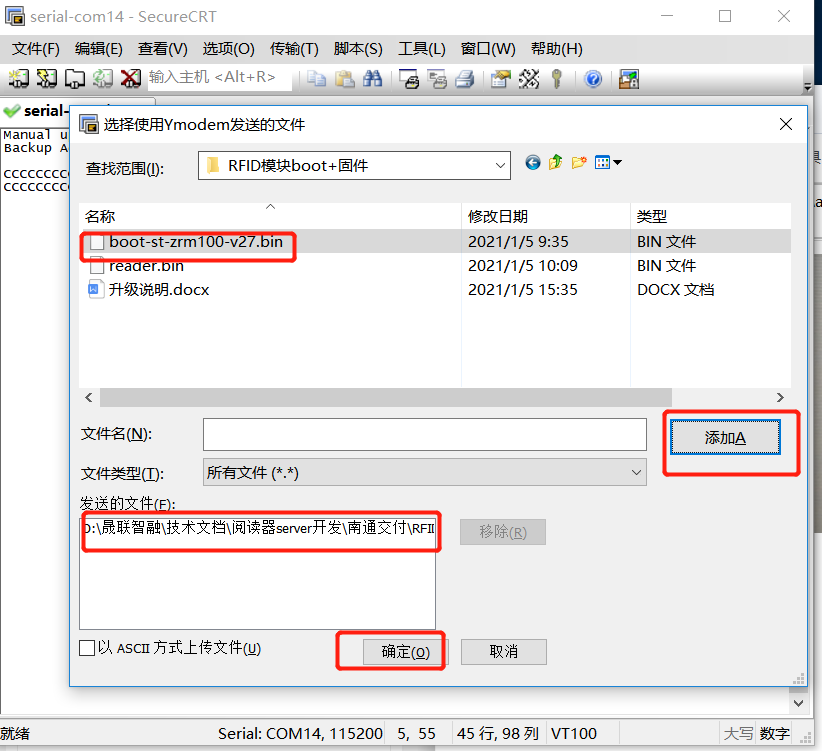 serial-com14 - SecureCRT
文件(F) 编辑(E) 查看(V) 选项(O) 传输(T) 脚本(S) 工具(L) 窗口(W) 帮助(H)
输入主机 <Alt+R>
serial-
Manual u
Backup A
ccccccccc
ccccccccc
选择使用Ymodem发送的文件
查找范围(I): RFID模块boot+固件
名称 修改日期 类型
boot-st-zrm100-v27.bin 2021/1/5 9:35 BIN 文件
reader.bin 2021/1/5 10:09 BIN 文件
升级说明.docx 2021/1/5 15:35 DOCX 文档
文件名(N): 添加A
文件类型(T): 所有文件 (*.*)
发送的文件(F):
D:\晟联智融\技术文档\阅读器server开发\南通交付\RFI
移除(R)
以 ASCII 方式上传文件(U) 确定(O) 取消
就绪 Serial: COM14, 115200 5, 55 45 行, 98 列 VT100 大写 数字